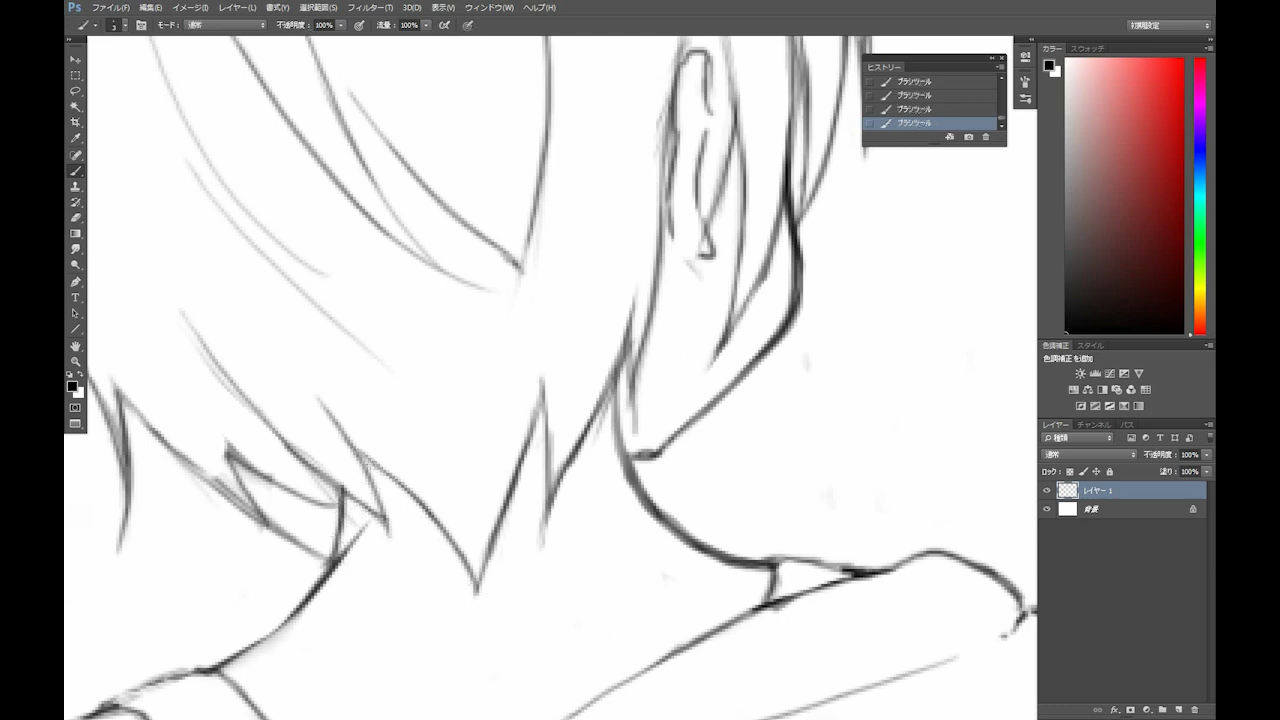 Ps ファイル(F) 編集(E) イメージ(I) レイヤー(L) 書式(Y) 選択範囲(S) フィルター(T) 3D(D) 表示(V) ウィンドウ(W) ヘルプ(H)
3 モード: 通常 不透明度: 100% 流量: 100% 初期設定
ヒストリー
ブラシツール
ブラシツール
ブラシツール
ブラシツール
カラー スウォッチ
色調補正 スタイル
色調補正を追加
レイヤー チャンネル パス
種類
通常 不透明度: 100%
ロック: 塗り: 100%
レイヤー 1
背景
fx